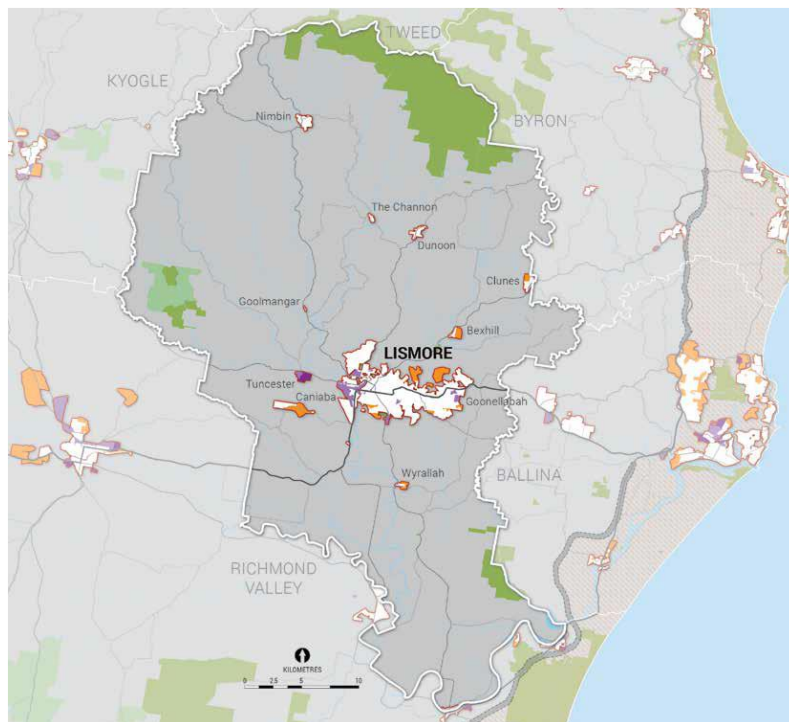 TWEED
KYOGLE
Nimbin
BYRON
The Channon
Dunoon
Clunes
Goolmangar
Bexhill
LISMORE
Tuncester
Caniaba
Goonellabah
Wyrallah
BALLINA
RICHMOND
VALLEY
KILOMETRES
0 2.5 5 10